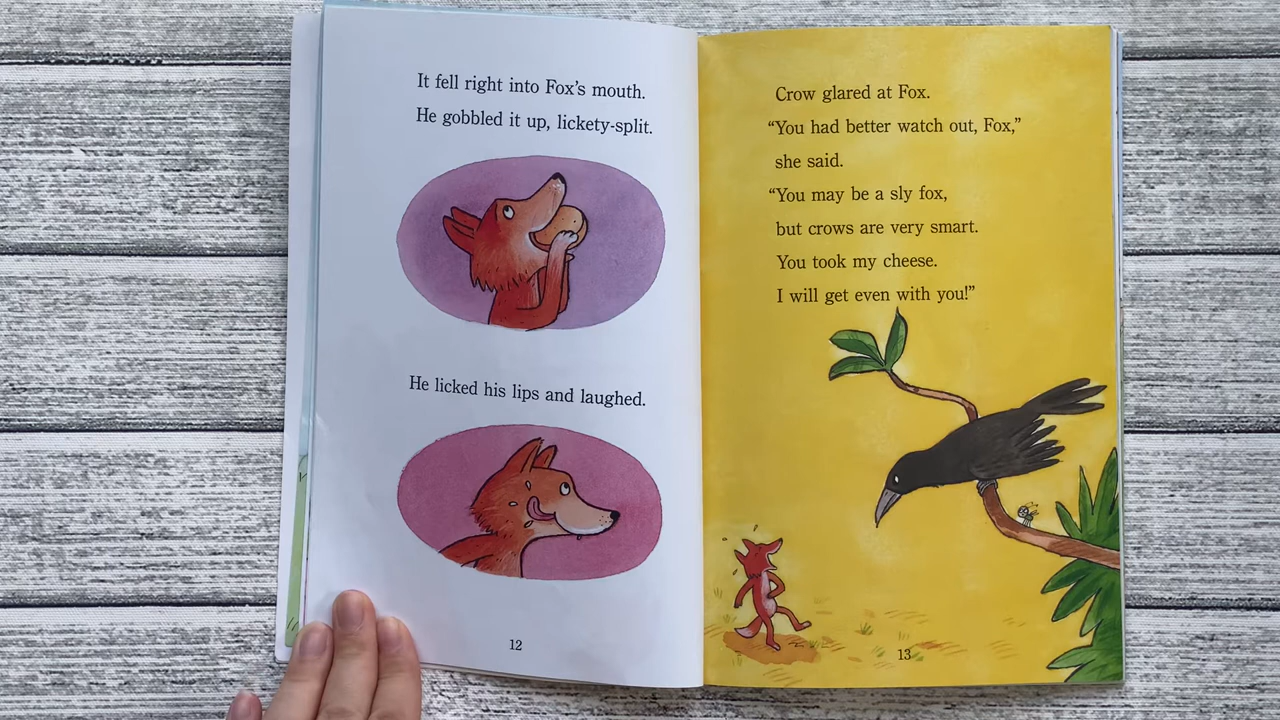 It fell right into Fox's mouth.
He gobbled it up, lickety-split.
He licked his lips and laughed.
12
Crow glared at Fox.
“You had better watch out, Fox,”
she said.
“You may be a sly fox,
but crows are very smart.
You took my cheese.
I will get even with you!”
13